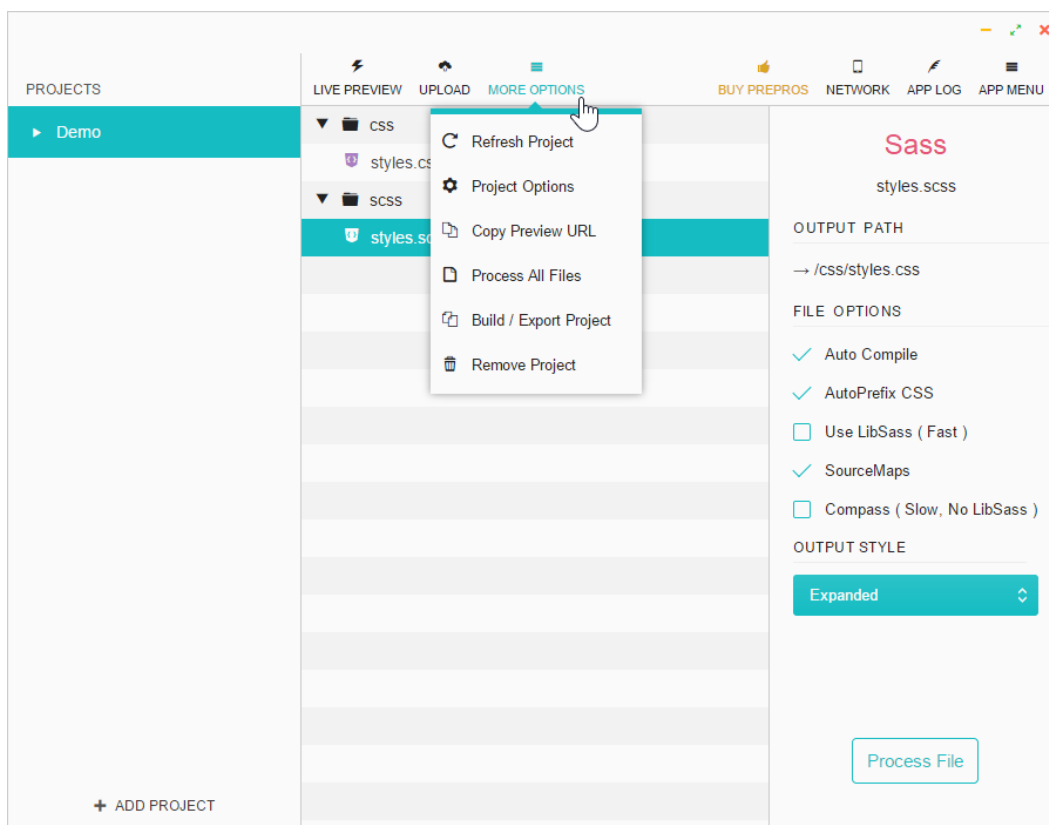 PROJECTS
LIVE PREVIEW
UPLOAD
MORE OPTIONS
BUY PREPROS
NETWORK
APP LOG
APP MENU
Demo
css
styles.cs
scss
styles.sc
Refresh Project
Project Options
Copy Preview URL
Process All Files
Build / Export Project
Remove Project
Sass
styles.scss
OUTPUT PATH
→ /css/styles.css
FILE OPTIONS
Auto Compile
AutoPrefix CSS
Use LibSass ( Fast )
SourceMaps
Compass ( Slow, No LibSass )
OUTPUT STYLE
Expanded
Process File
+ ADD PROJECT